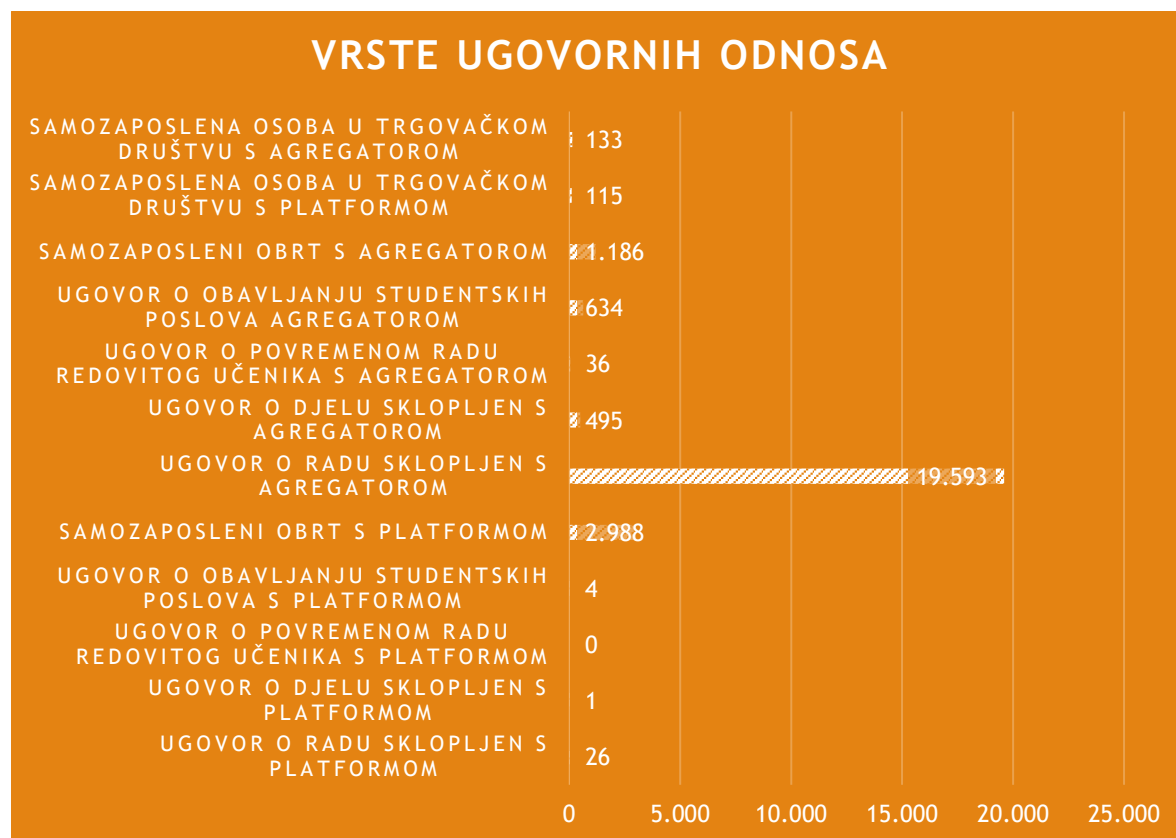 VRSTE UGOVORNIH ODNOSA
SAMOZAPOSLENA OSOBA U TRGOVAČKOM
DRUŠTVU S AGREGATOROM
133
SAMOZAPOSLENA OSOBA U TRGOVAČKOM
DRUŠTVU S PLATFORMOM
115
SAMOZAPOSLENI OBRT S AGREGATOROM
1.186
UGOVOR O OBAVLJANJU STUDENTSKIH
POSLOVA AGREGATOROM
634
UGOVOR O POVREMENOM RADU
REDOVITOG UČENIKA S AGREGATOROM
36
UGOVOR O DJELU SKLOPLJEN S
AGREGATOROM
495
UGOVOR O RADU SKLOPLJEN S
AGREGATOROM
19.593
SAMOZAPOSLENI OBRT S PLATFORMOM
2.988
UGOVOR O OBAVLJANJU STUDENTSKIH
POSLOVA S PLATFORMOM
4
UGOVOR O POVREMENOM RADU
REDOVITOG UČENIKA S PLATFORMOM
0
UGOVOR O DJELU SKLOPLJEN S
PLATFORMOM
1
UGOVOR O RADU SKLOPLJEN S
PLATFORMOM
26
0 5.000 10.000 15.000 20.000 25.000